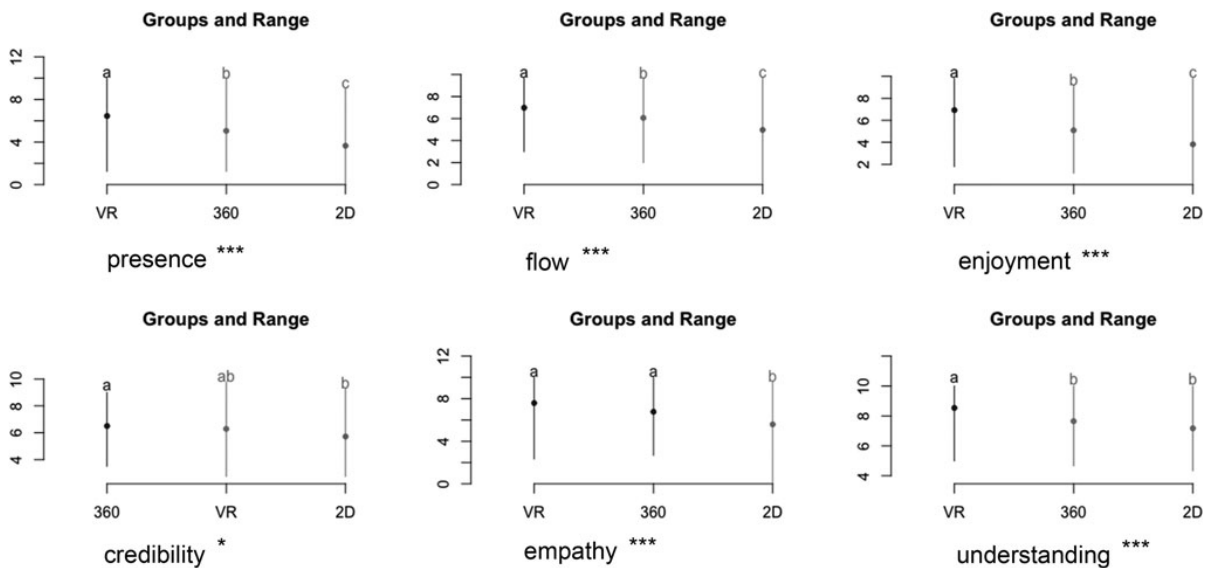 Groups and Range
12
8
4
0
a
b
c
VR
360
2D
presence ***
Groups and Range
8
6
4
2
0
a
b
c
VR
360
2D
flow ***
Groups and Range
8
6
4
2
a
b
c
VR
360
2D
enjoyment ***
Groups and Range
10
8
6
4
a
ab
b
360
VR
2D
credibility *
Groups and Range
12
8
4
0
a
a
b
VR
360
2D
empathy ***
Groups and Range
10
8
6
4
a
b
b
VR
360
2D
understanding ***